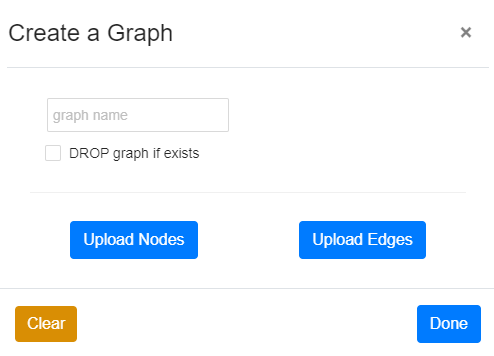 Create a Graph ×
graph name
DROP graph if exists
Upload Nodes Upload Edges
Clear Done